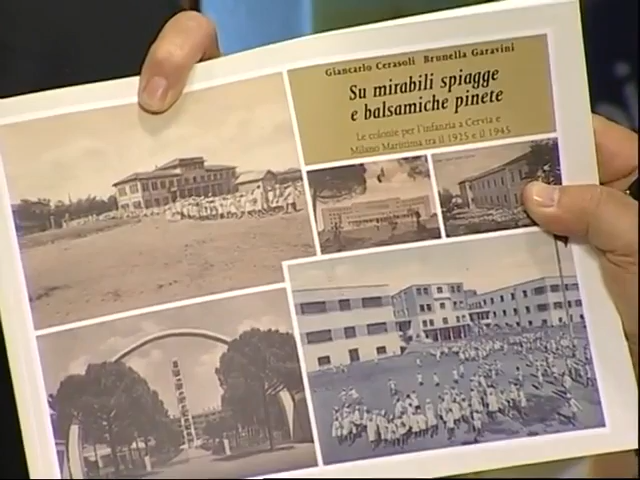 Giancarlo Cerasoli Brunella Garavini
Su mirabili spiagge
e balsamiche pinete
Le colonie per l'infanzia a Cervia e
Milano Marittima tra il 1925 e il 1945